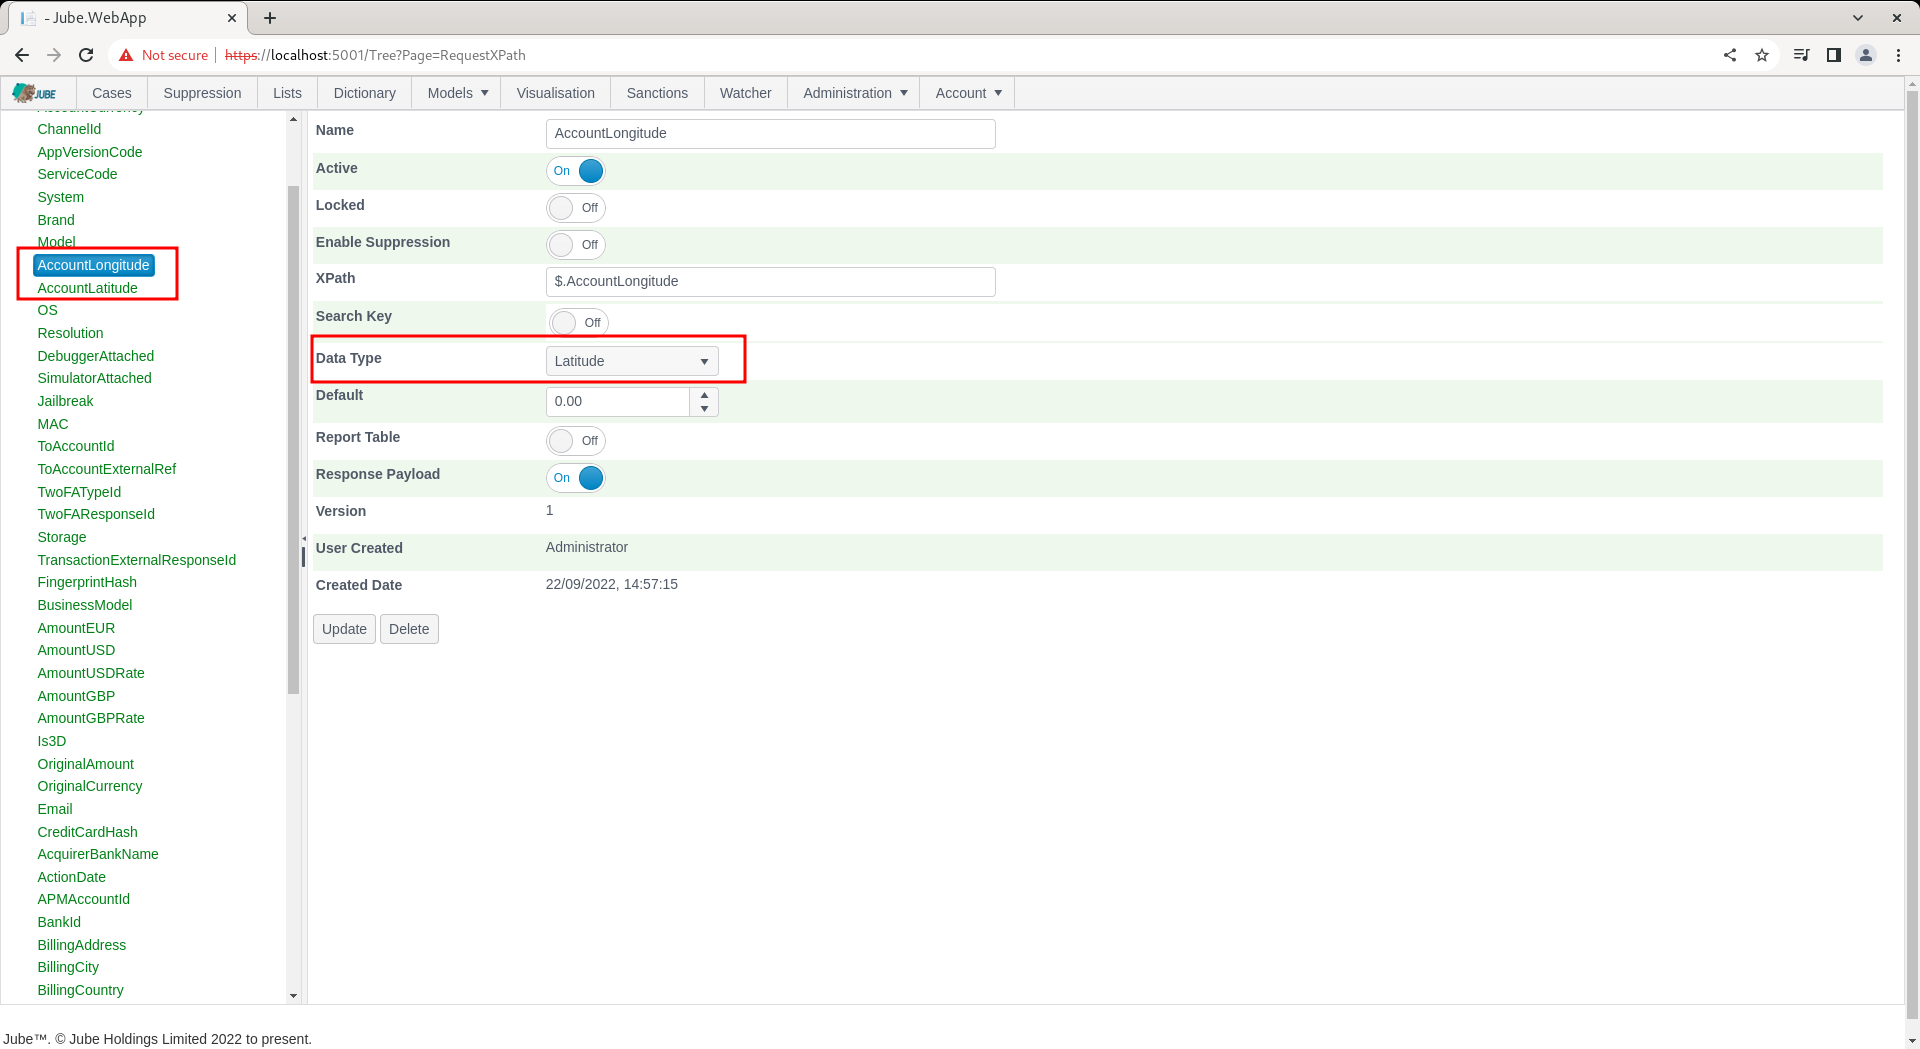 - Jube.WebApp
Not secure https://localhost:5001/Tree?Page=RequestXPath
JUBE Cases Suppression Lists Dictionary Models Visualisation Sanctions Watcher Administration Account
ChannelId
AppVersionCode
ServiceCode
System
Brand
Model
AccountLongitude
AccountLatitude
OS
Resolution
DebuggerAttached
SimulatorAttached
Jailbreak
MAC
ToAccountId
ToAccountExternalRef
TwoFATypeId
TwoFAResponseId
Storage
TransactionExternalResponseId
FingerprintHash
BusinessModel
AmountEUR
AmountUSD
AmountUSDRate
AmountGBP
AmountGBPRate
Is3D
OriginalAmount
OriginalCurrency
Email
CreditCardHash
AcquirerBankName
ActionDate
APMAccountId
BankId
BillingAddress
BillingCity
BillingCountry
Name AccountLongitude
Active On
Locked Off
Enable Suppression Off
XPath $.AccountLongitude
Search Key Off
Data Type Latitude
Default 0.00
Report Table Off
Response Payload On
Version 1
User Created Administrator
Created Date 22/09/2022, 14:57:15
Update Delete
Jube™. © Jube Holdings Limited 2022 to present.